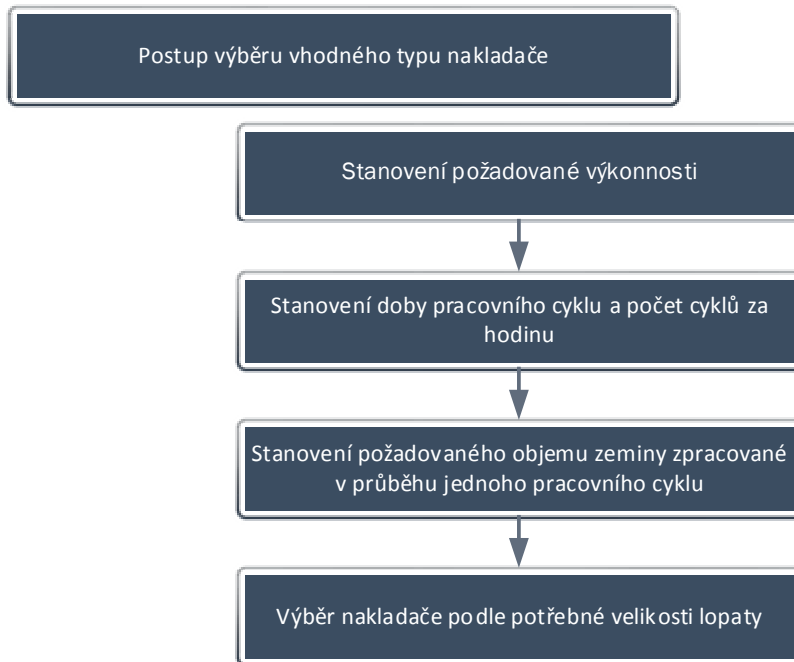 Postup výběru vhodného typu nakladače
Stanovení požadované výkonnosti
Stanovení doby pracovního cyklu a počet cyklů za
hodinu
Stanovení požadovaného objemu zeminy zpracované
v průběhu jednoho pracovního cyklu
Výběr nakladače podle potřebné velikosti lopaty